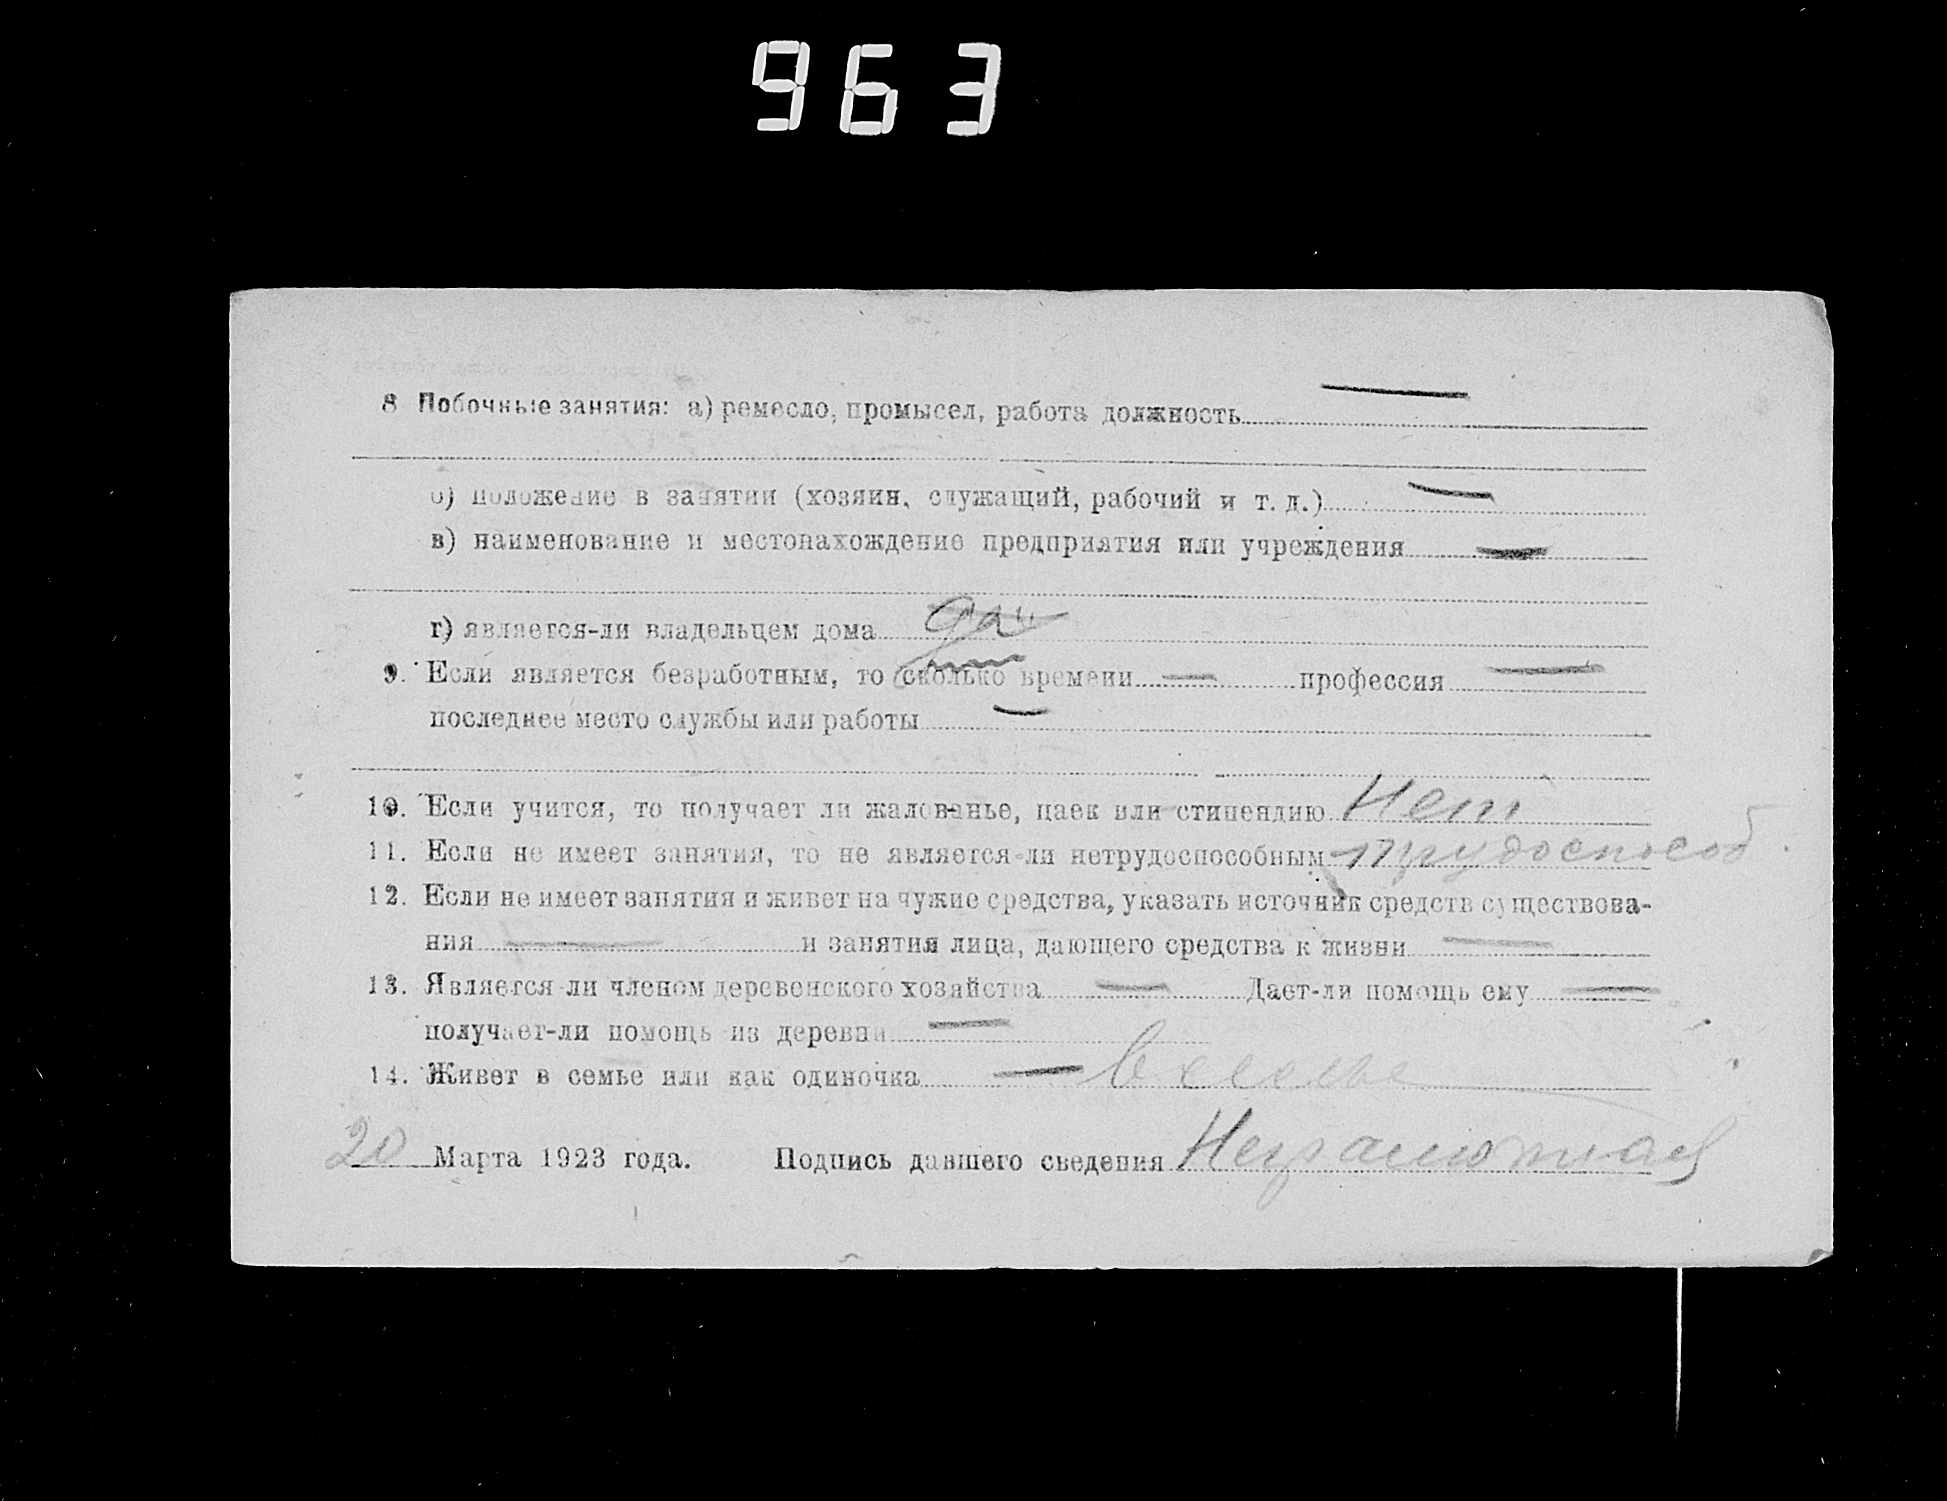 963
8 Побочные занятия: а) ремесло, промысел, работа должность
б) положение в занятии (хозяин, служащий, рабочий и т. д.)
в) наименование и местонахождение предприятия или учреждения
г) является-ли владельцем дома да
9. Если является безработным, то сколько времени — профессия —
последнее место службы или работы —
10. Если учится, то получает ли жалованье, паек или стипендию Нет
11. Если не имеет занятия, то не является-ли нетрудоспособным трудоспособ.
12. Если не имеет занятия и живет на чужие средства, указать источник средств существова-
ния — и занятия лица, дающего средства к жизни —
13. Является-ли членом деревенского хозяйства — Дает-ли помощь ему —
получает-ли помощь из деревни —
14. Живет в семье или как одиночка — в семье
20 Марта 1923 года. Подпись давшего сведения Неграмотная